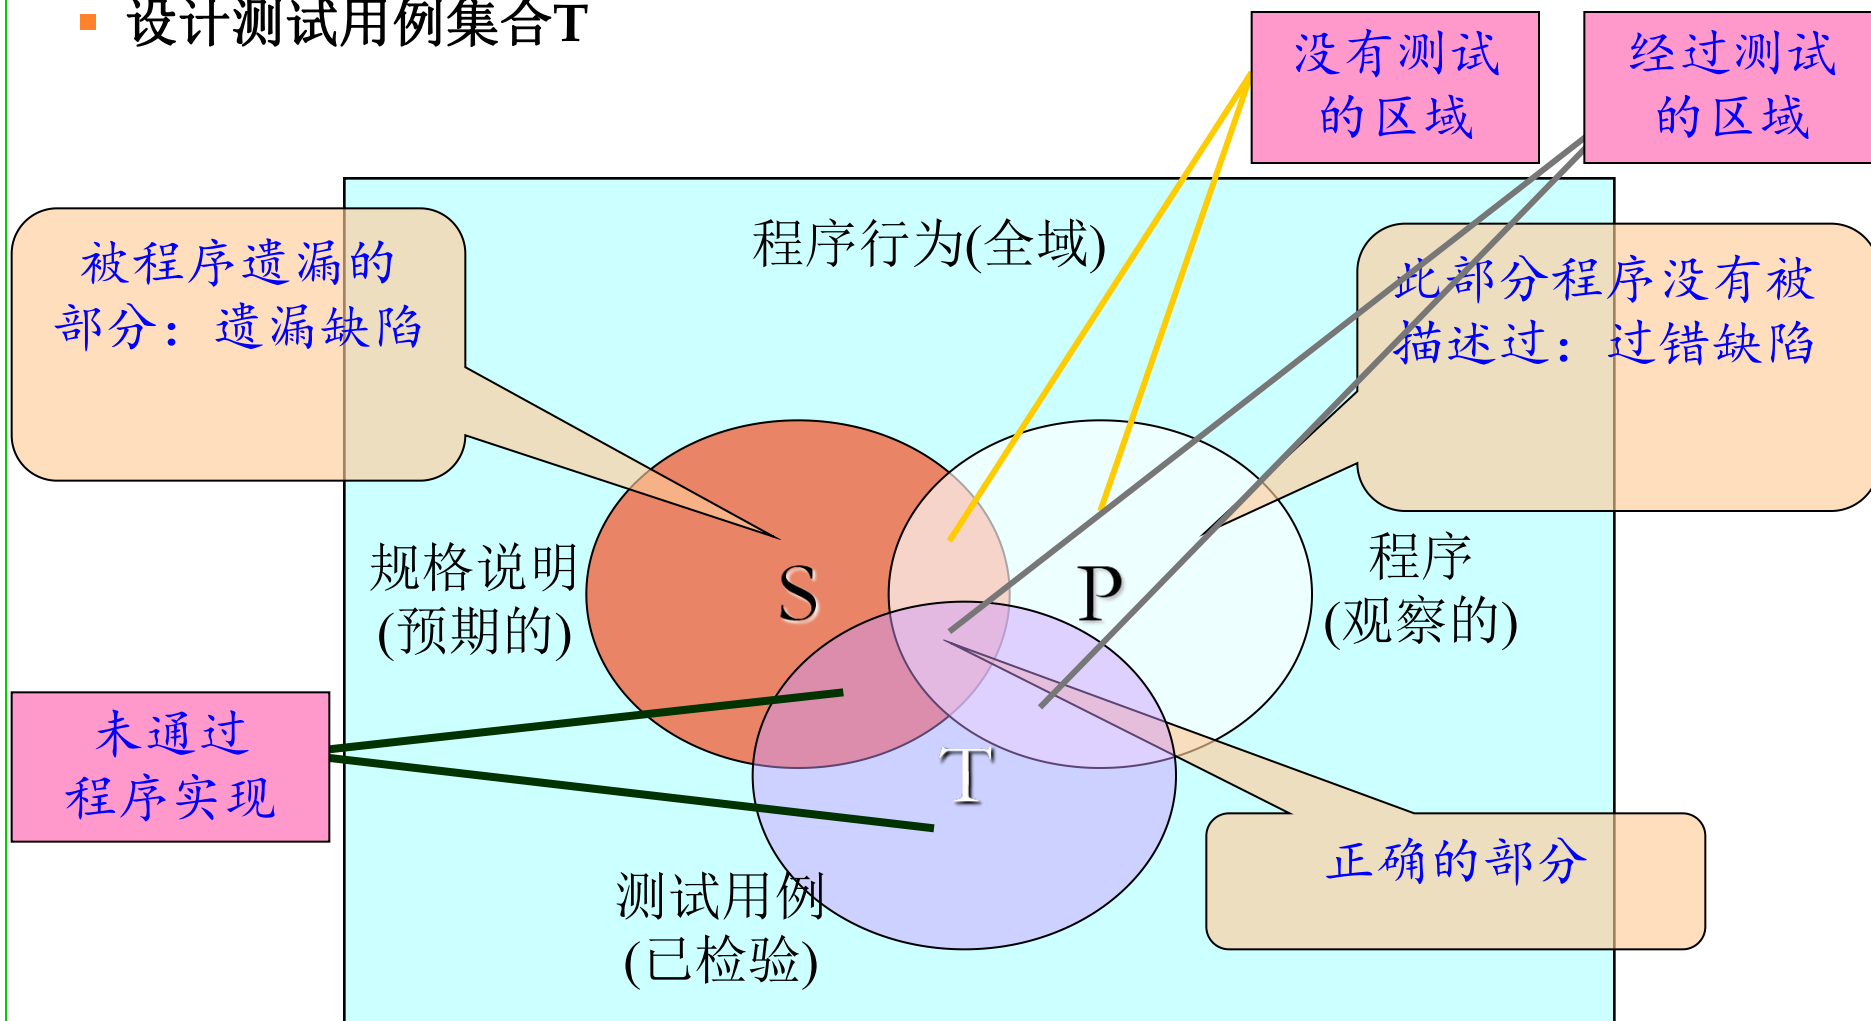 设计测试用例集合T
没有测试
的区域
经过测试
的区域
程序行为(全域)
被程序遗漏的
部分：遗漏缺陷
此部分程序没有被
描述过：过错缺陷
规格说明
(预期的)
S
P
程序
(观察的)
未通过
程序实现
T
正确的部分
测试用例
(已检验)